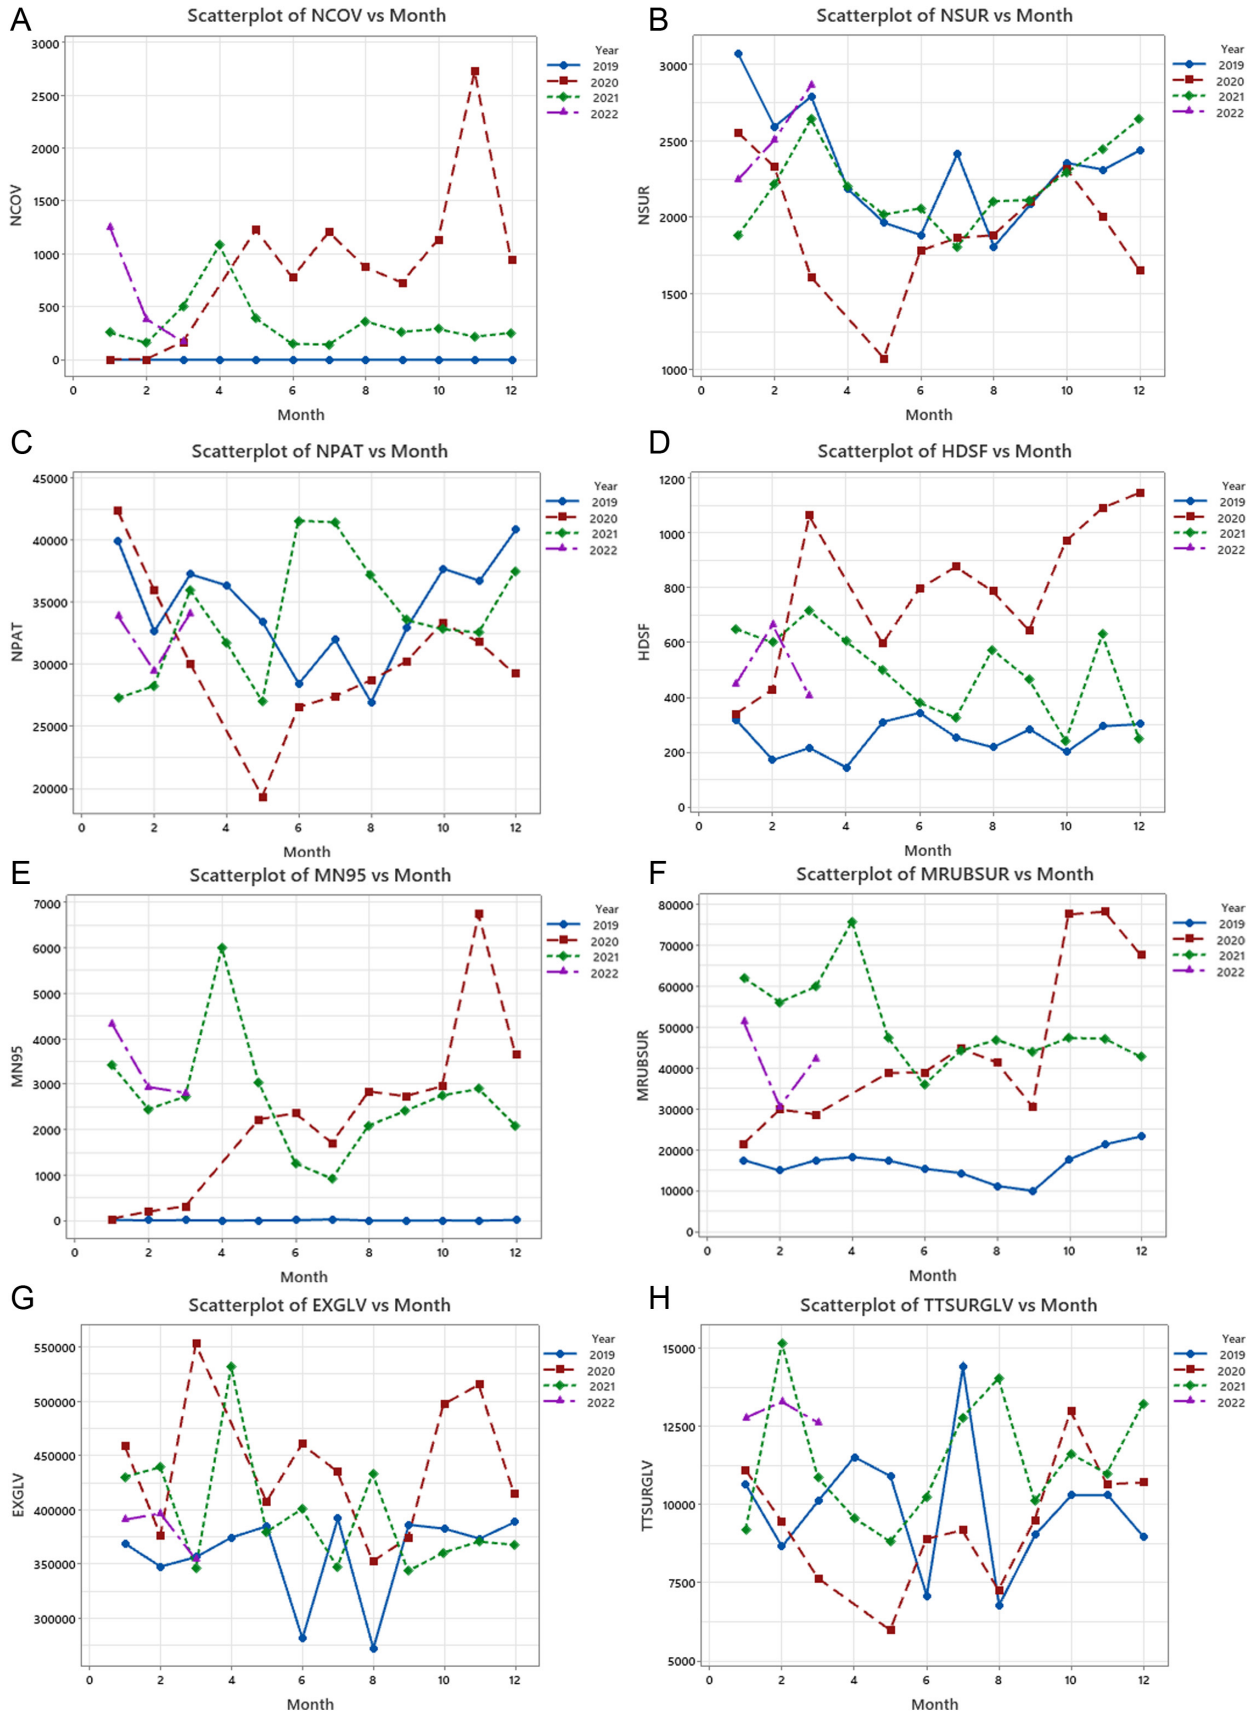 A
Scatterplot of NCOV vs Month
NCOV
3000
2500
2000
1500
1000
500
0
0 2 4 6 8 10 12
Month
Year
2019
2020
2021
2022
B
Scatterplot of NSUR vs Month
NSUR
3000
2500
2000
1500
1000
0 2 4 6 8 10 12
Month
Year
2019
2020
2021
2022
C
Scatterplot of NPAT vs Month
NPAT
45000
40000
35000
30000
25000
20000
0 2 4 6 8 10 12
Month
Year
2019
2020
2021
2022
D
Scatterplot of HDSF vs Month
HDSF
1200
1000
800
600
400
200
0
0 2 4 6 8 10 12
Month
Year
2019
2020
2021
2022
E
Scatterplot of MN95 vs Month
MN95
7000
6000
5000
4000
3000
2000
1000
0
0 2 4 6 8 10 12
Month
Year
2019
2020
2021
2022
F
Scatterplot of MRUBSUR vs Month
MRUBSUR
80000
70000
60000
50000
40000
30000
20000
10000
0
0 2 4 6 8 10 12
Month
Year
2019
2020
2021
2022
G
Scatterplot of EXGLV vs Month
EXGLV
550000
500000
450000
400000
350000
300000
0 2 4 6 8 10 12
Month
Year
2019
2020
2021
2022
H
Scatterplot of TTSURGLV vs Month
TTSURGLV
15000
12500
10000
7500
5000
0 2 4 6 8 10 12
Month
Year
2019
2020
2021
2022